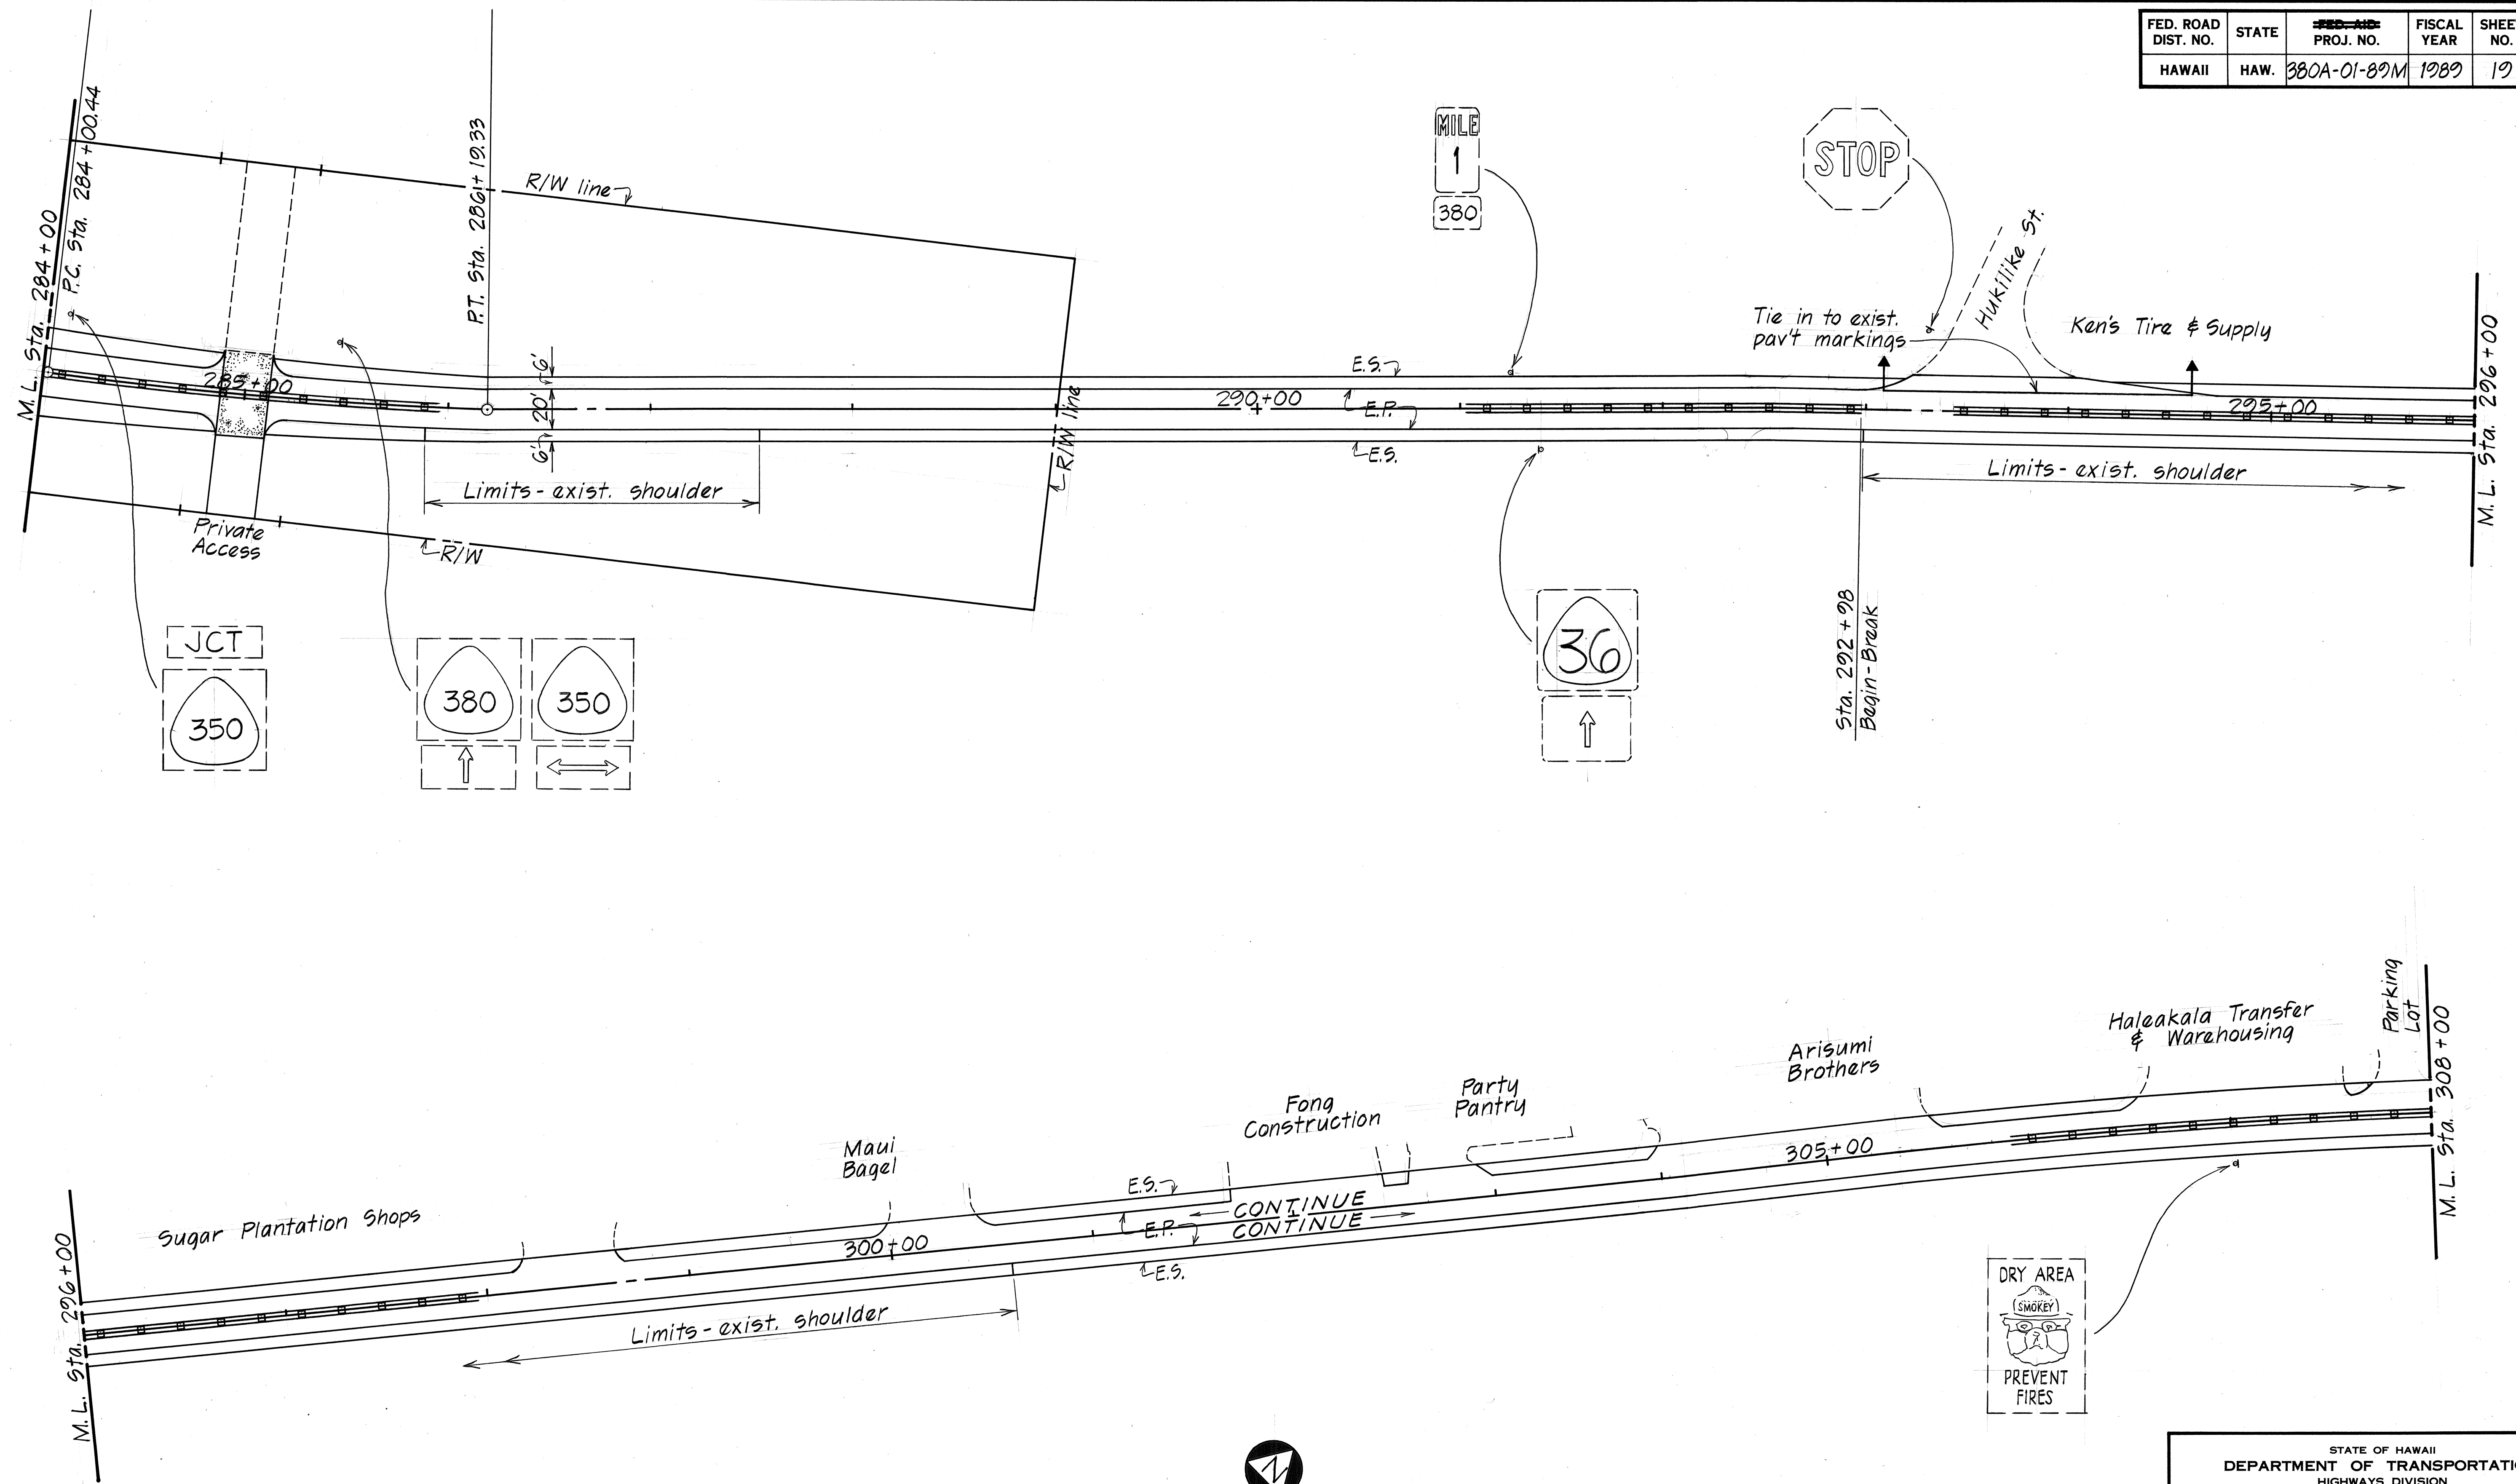 FED. ROAD DIST. NO. STATE FED. AID PROJ. NO. FISCAL YEAR SHEE NO.
HAWAII HAW. 380A-01-89M 1989 19
M. L. Sta. 284+00
P.C. Sta. 284+00.44
P.T. Sta. 286+19.33
R/W line
MILE
1
380
STOP
Hukilike St.
Tie in to exist.
pav't markings
Ken's Tire & Supply
M. L. Sta. 296+00
285+00
6'
20'
6'
E.S.
290+00
E.P.
295+00
E.S.
R/W line
Limits - exist. shoulder
Limits - exist. shoulder
Private
Access
R/W
Sta. 292+98
Begin-Break
JCT
350
380
350
36
Parking
Lot
Haleakala Transfer
& Warehousing
Arisumi
Brothers
Party
Pantry
Fong
Construction
Maui
Bagel
Sugar Plantation Shops
M. L. Sta. 296+00
M. L. Sta. 308+00
305+00
E.S.
CONTINUE
CONTINUE
E.P.
300+00
E.S.
Limits - exist. shoulder
DRY AREA
SMOKEY
PREVENT
FIRES
Z
STATE OF HAWAII
DEPARTMENT OF TRANSPORTATI
HIGHWAYS DIVISION